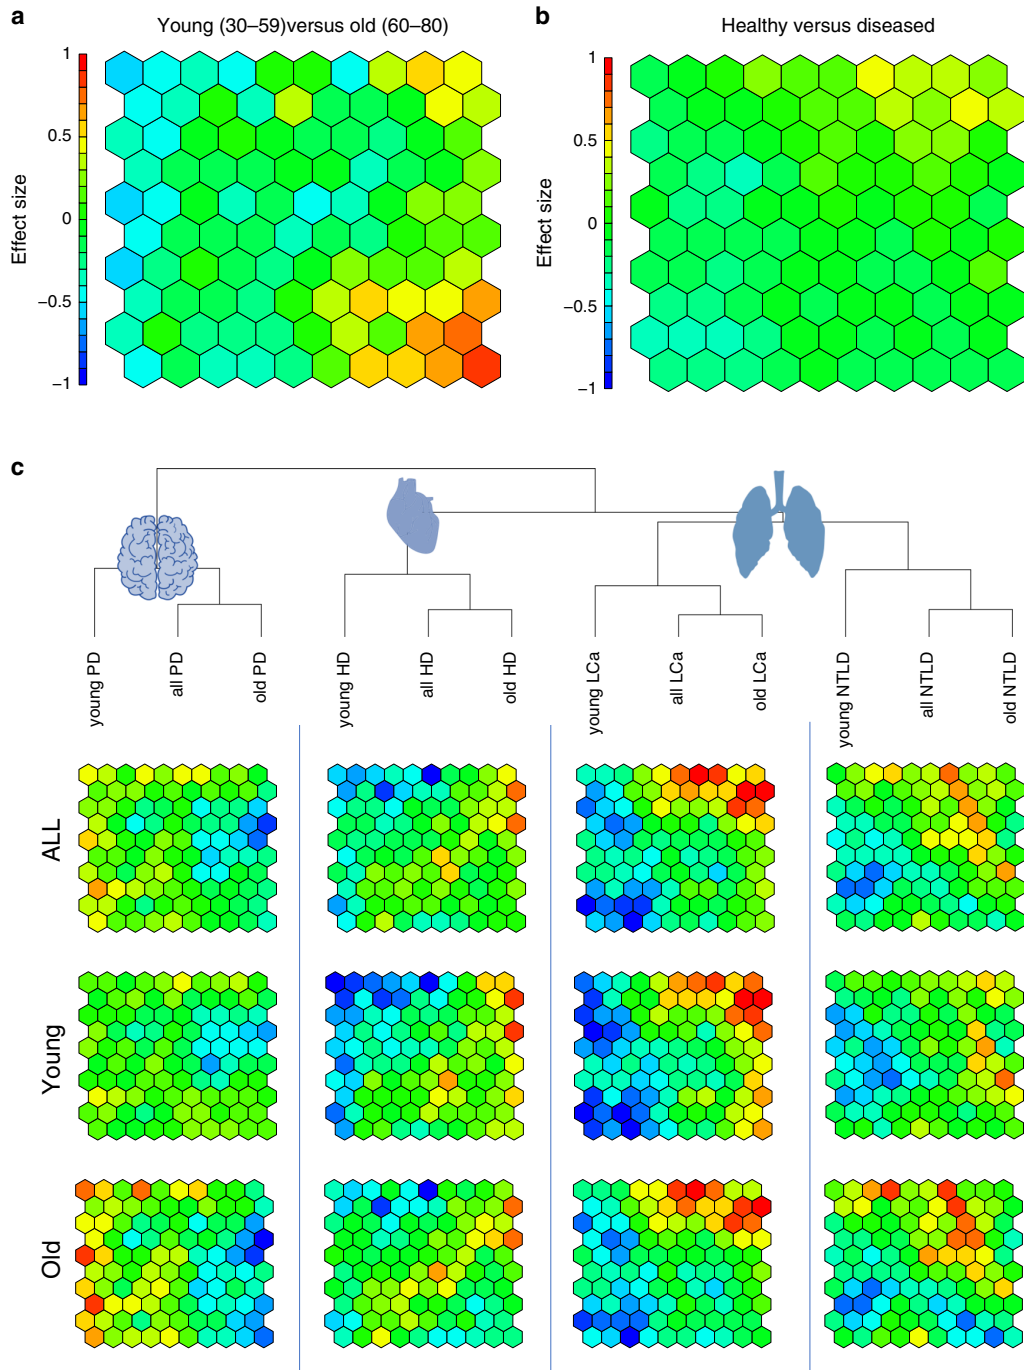 a
Young (30–59)versus old (60–80)
1
0.5
0
−0.5
−1
Effect size
b
Healthy versus diseased
1
0.5
0
−0.5
−1
Effect size
c
young PD
all PD
old PD
young HD
all HD
old HD
young LCa
all LCa
old LCa
young NTLD
all NTLD
old NTLD
ALL
Young
Old